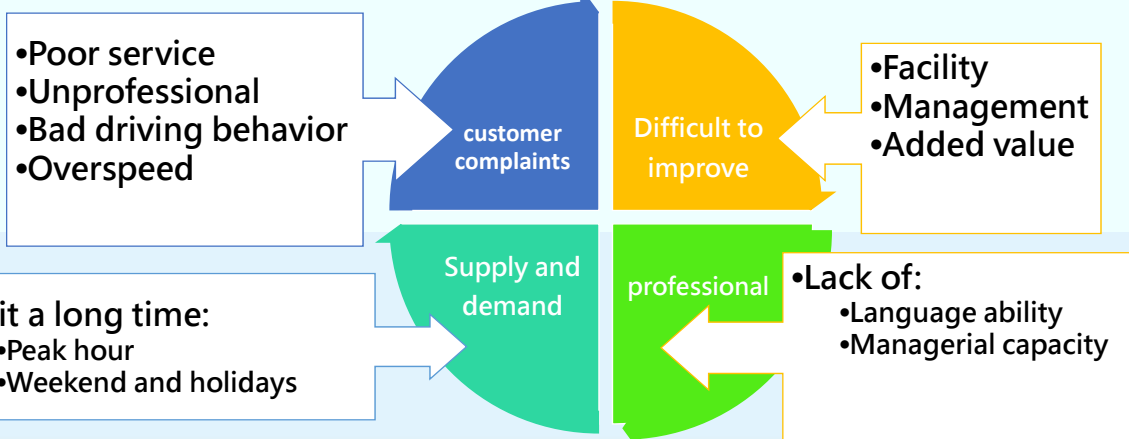 •Poor service
•Unprofessional
•Bad driving behavior
•Overspeed
customer
complaints
Difficult to
improve
•Facility
•Management
•Added value
it a long time:
•Peak hour
•Weekend and holidays
Supply and
demand
professional
•Lack of:
•Language ability
•Managerial capacity